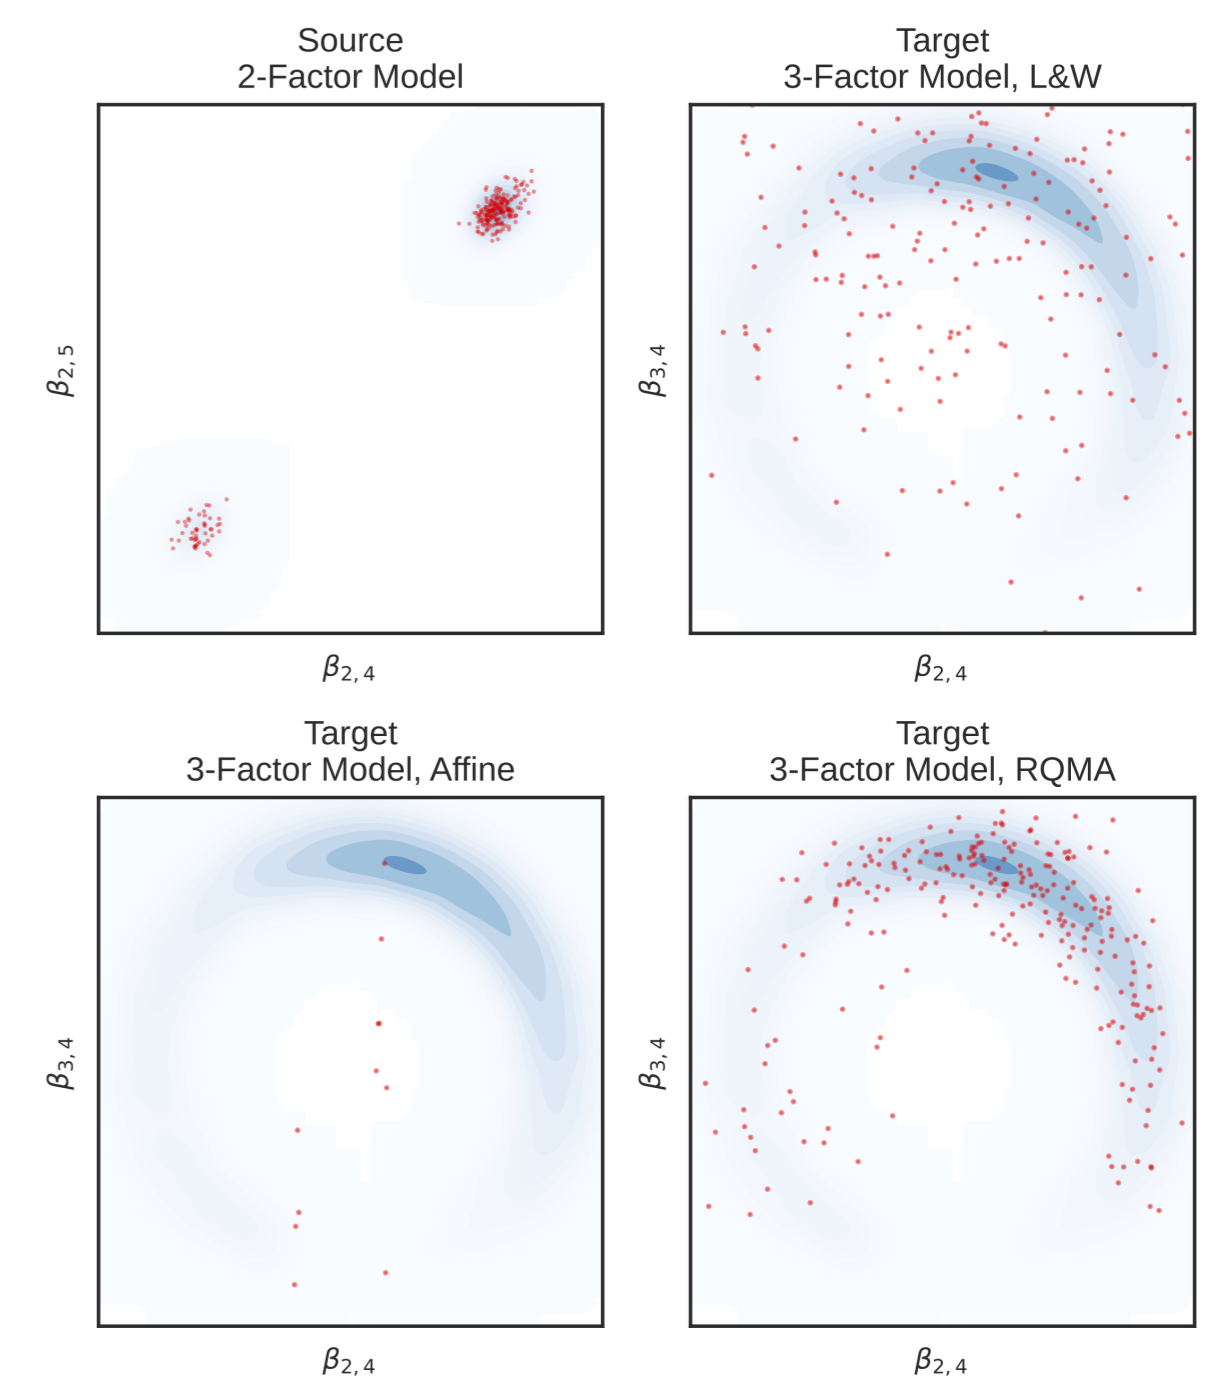 Source
2-Factor Model
β2, 5
β2, 4
Target
3-Factor Model, L&W
β3, 4
β2, 4
Target
3-Factor Model, Affine
β3, 4
β2, 4
Target
3-Factor Model, RQMA
β3, 4
β2, 4